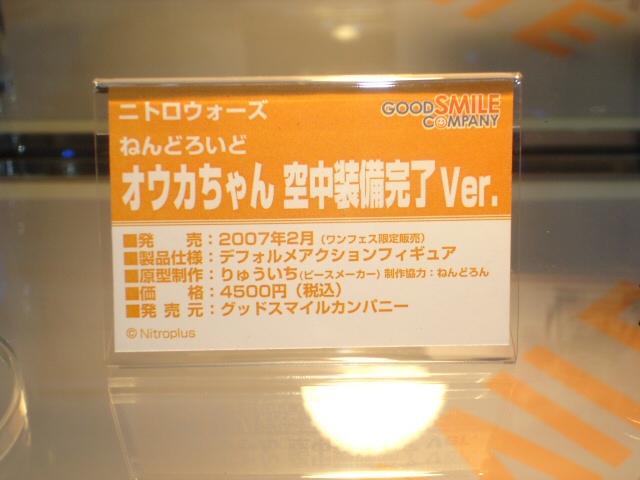 ニトロウォーズ
GOOD SMILE
COMPANY
ねんどろいど
オウカちゃん 空中装備完了 Ver.
■発　売：2007年2月（ワンフェス限定販売）
■製品仕様：デフォルメアクションフィギュア
■原型制作：りゅういち(ピースメーカー) 制作協力：ねんどろん
■価　格：4500円（税込）
■発売元：グッドスマイルカンパニー
© Nitroplus